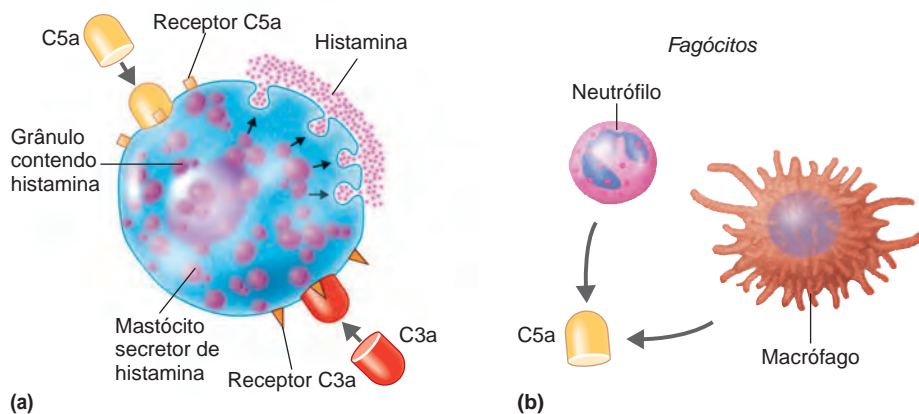 C5a
Receptor C5a
Histamina
Grânulo
contendo
histamina
Mastócito
secretor de
histamina
Receptor C3a
C3a
(a)
Fagócitos
Neutrófilo
C5a
Macrófago
(b)